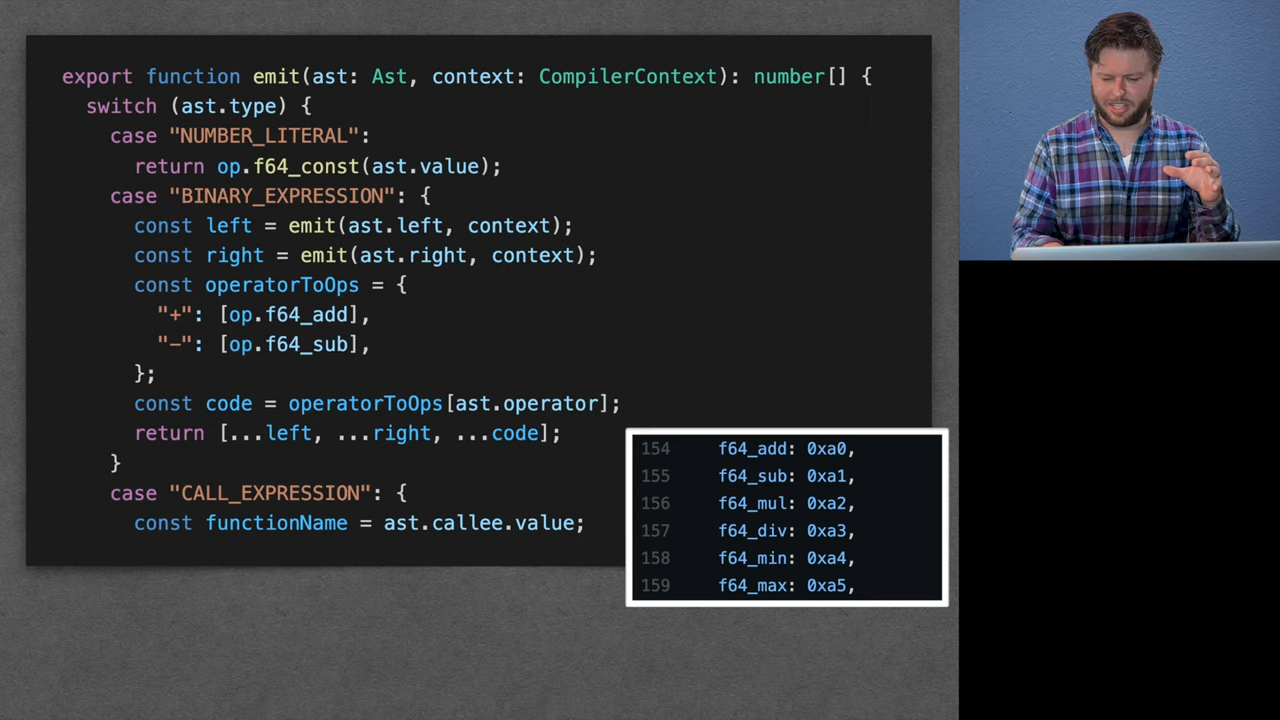 export function emit(ast: Ast, context: CompilerContext): number[] {
switch (ast.type) {
case "NUMBER_LITERAL":
return op.f64_const(ast.value);
case "BINARY_EXPRESSION": {
const left = emit(ast.left, context);
const right = emit(ast.right, context);
const operatorToOps = {
"+": [op.f64_add],
"-": [op.f64_sub],
};
const code = operatorToOps[ast.operator];
return [...left, ...right, ...code];
}
case "CALL_EXPRESSION": {
const functionName = ast.callee.value;
154 f64_add: 0xa0,
155 f64_sub: 0xa1,
156 f64_mul: 0xa2,
157 f64_div: 0xa3,
158 f64_min: 0xa4,
159 f64_max: 0xa5,